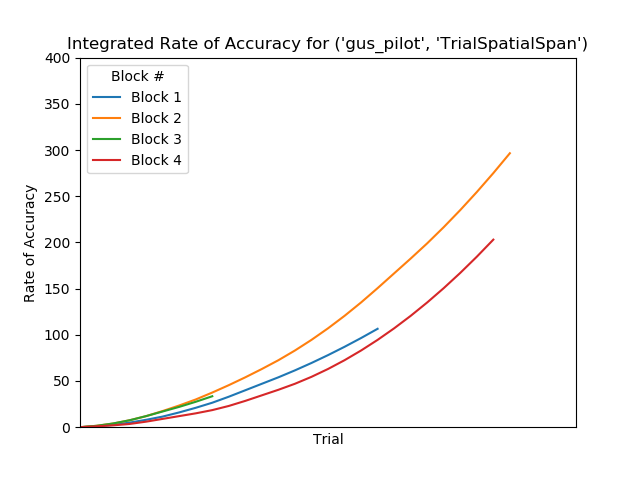 Integrated Rate of Accuracy for ('gus_pilot', 'TrialSpatialSpan')
Block #
Block 1
Block 2
Block 3
Block 4
400
350
300
250
200
150
100
50
0
Rate of Accuracy
Trial